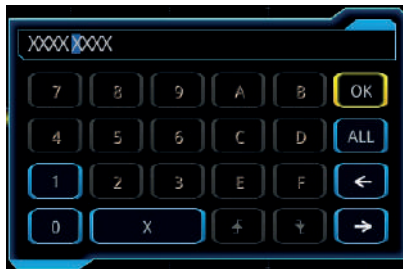 XXXX XXXX
7 8 9 A B OK
4 5 6 C D ALL
1 2 3 E F ←
0 X →